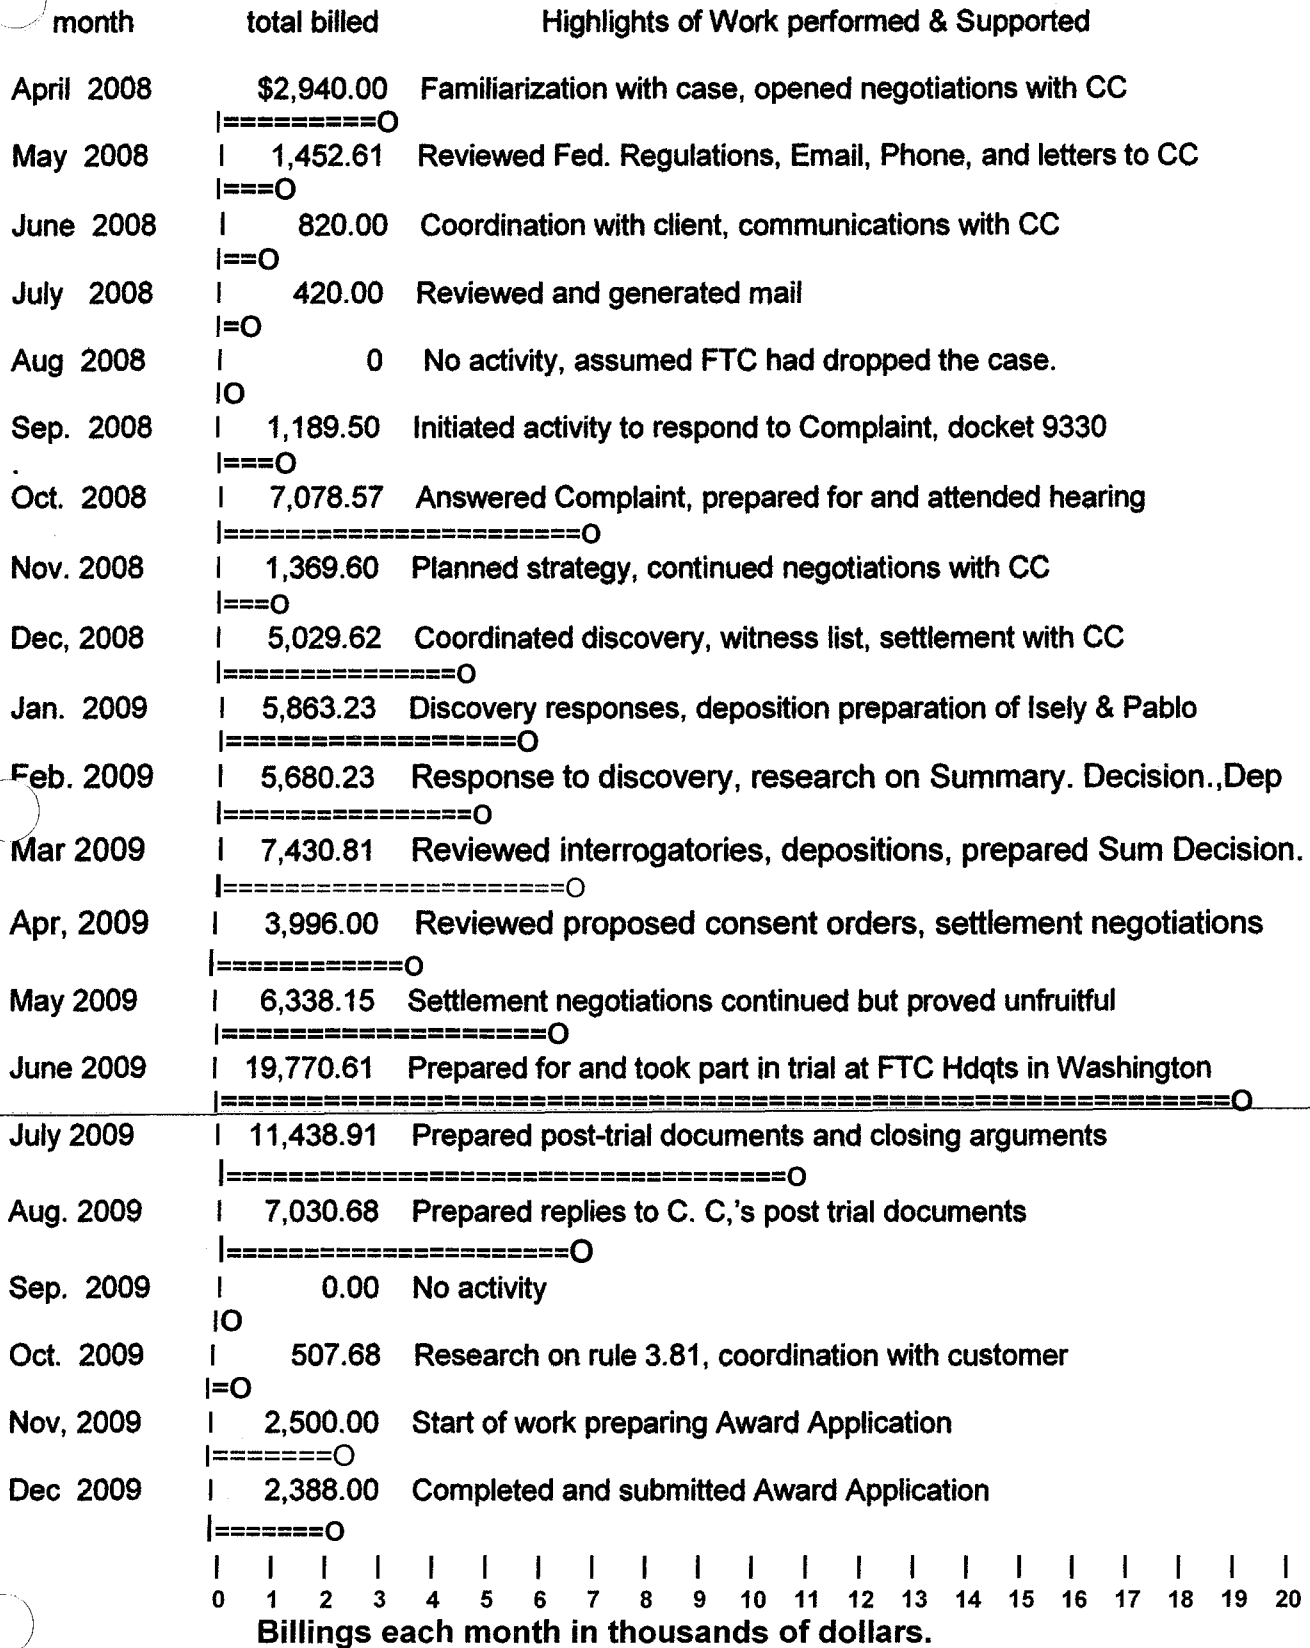 month total billed Highlights of Work performed & Supported
April 2008 $2,940.00 Familiarization with case, opened negotiations with CC
|=========O
May 2008 | 1,452.61 Reviewed Fed. Regulations, Email, Phone, and letters to CC
|===O
June 2008 | 820.00 Coordination with client, communications with CC
|==O
July 2008 | 420.00 Reviewed and generated mail
|=O
Aug 2008 | 0 No activity, assumed FTC had dropped the case.
|O
Sep. 2008 | 1,189.50 Initiated activity to respond to Complaint, docket 9330
|===O
.
Oct. 2008 | 7,078.57 Answered Complaint, prepared for and attended hearing
|=======================O
Nov. 2008 | 1,369.60 Planned strategy, continued negotiations with CC
|===O
Dec, 2008 | 5,029.62 Coordinated discovery, witness list, settlement with CC
|===============O
Jan. 2009 | 5,863.23 Discovery responses, deposition preparation of Isely & Pablo
|=================O
Feb. 2009 | 5,680.23 Response to discovery, research on Summary. Decision.,Dep
|================O
Mar 2009 | 7,430.81 Reviewed interrogatories, depositions, prepared Sum Decision.
|======================O
Apr, 2009 | 3,996.00 Reviewed proposed consent orders, settlement negotiations
|===========O
May 2009 | 6,338.15 Settlement negotiations continued but proved unfruitful
|===================O
June 2009 | 19,770.61 Prepared for and took part in trial at FTC Hdqts in Washington
|===========================================================O
July 2009 | 11,438.91 Prepared post-trial documents and closing arguments
|==================================O
Aug. 2009 | 7,030.68 Prepared replies to C. C,'s post trial documents
|======================O
Sep. 2009 | 0.00 No activity
|O
Oct. 2009 | 507.68 Research on rule 3.81, coordination with customer
|=O
Nov, 2009 | 2,500.00 Start of work preparing Award Application
|=======O
Dec 2009 | 2,388.00 Completed and submitted Award Application
|=======O
| | | | | | | | | | | | | | | | | | | | |
0 1 2 3 4 5 6 7 8 9 10 11 12 13 14 15 16 17 18 19 20
Billings each month in thousands of dollars.